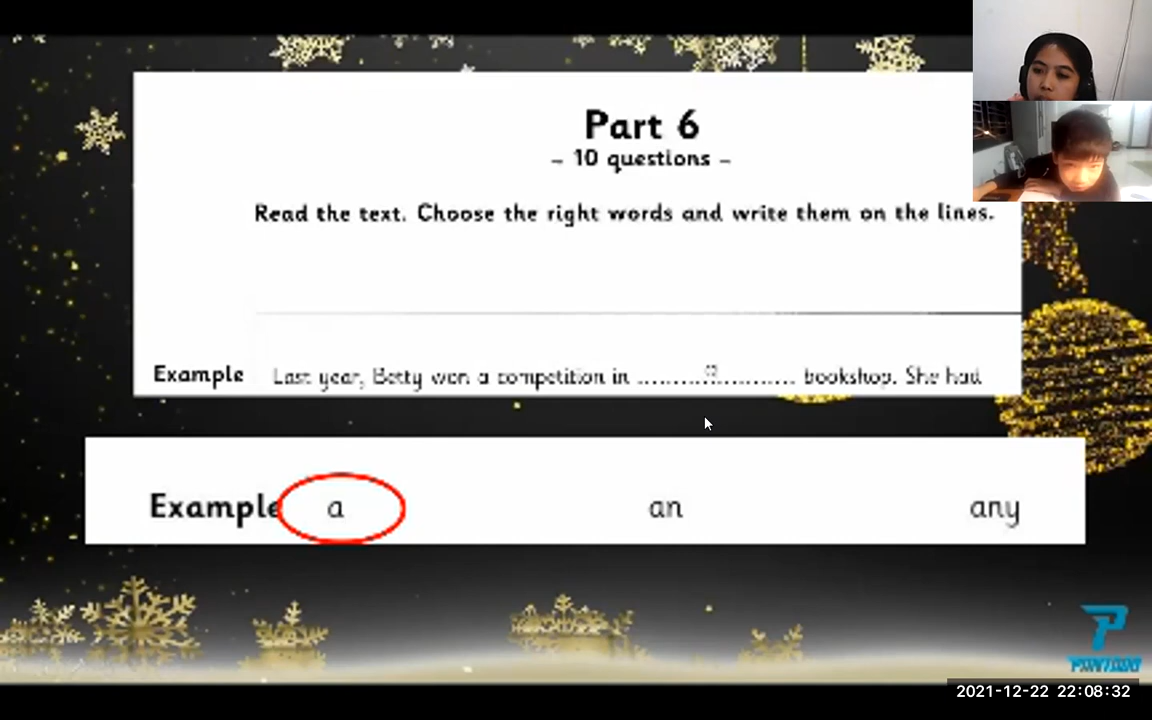 Part 6
– 10 questions –
Read the text. Choose the right words and write them on the lines.
Example Last year, Betty won a competition in ..........a.......... bookshop. She had
Example a an any
2021-12-22 22:08:32